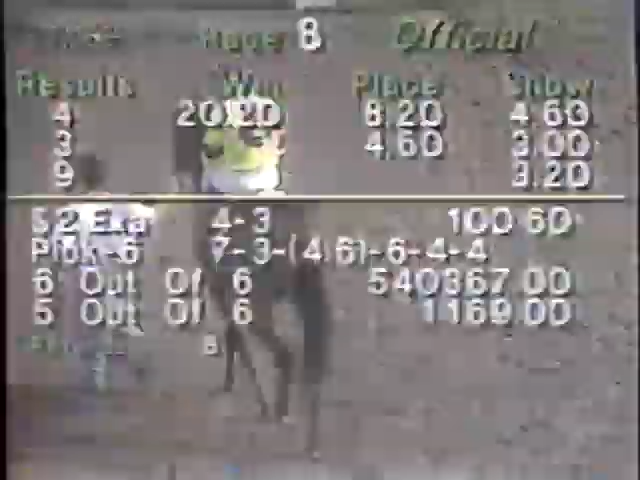 Race 8 Official
Results Win Place Show
4 20.20 8.20 4.60
3 4.60 3.00
9 3.20
$2 Exa 4-3 100.60
Pick-6 7-3-(4,6)-6-4-4
6 Out Of 6 540367.00
5 Out Of 6 1169.00